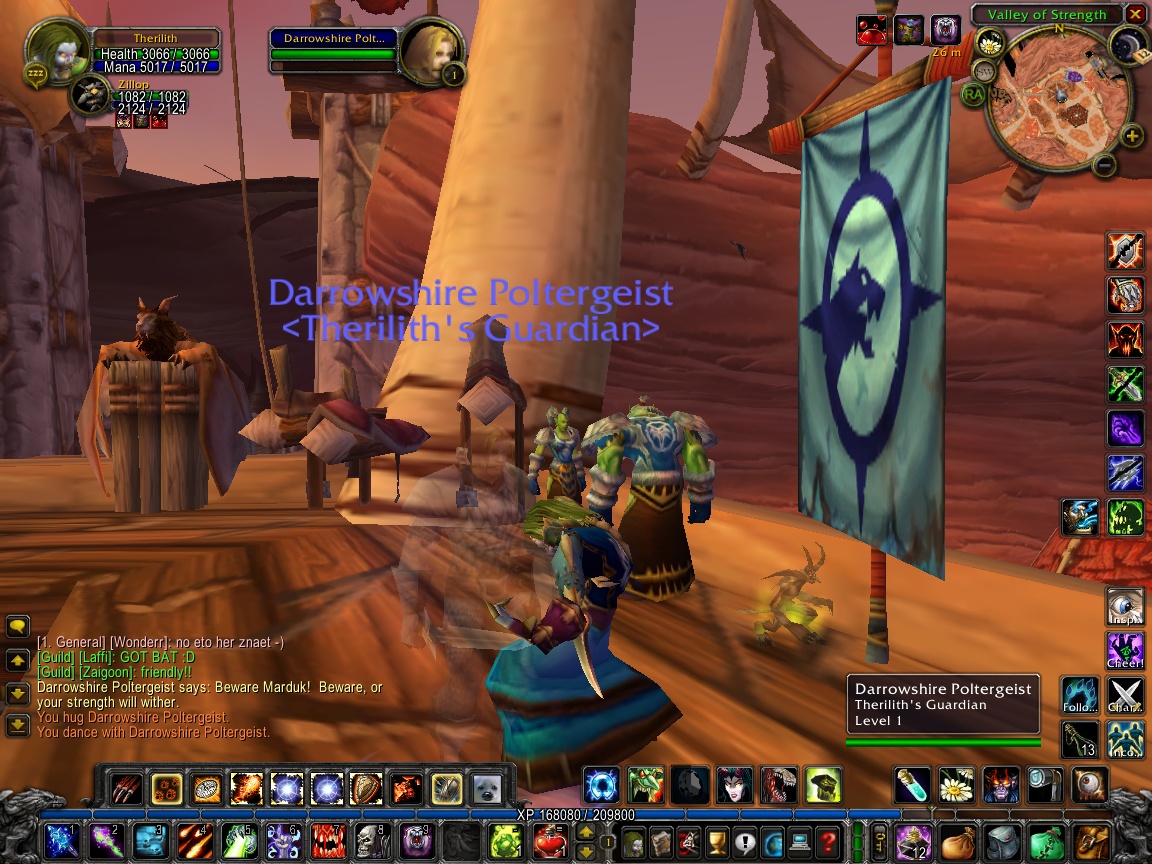 Therilith
Health 3066 / 3066
Mana 5017 / 5017
zzz
Zillop
1082 / 1082
2124 / 2124
Darrowshire Polt...
1
26 m
Valley of Strength
N
RA
Darrowshire Poltergeist
<Therilith's Guardian>
[1. General] [Wonderr]: no eto her znaet -)
[Guild] [Laffi]: GOT BAT :D
[Guild] [Zaigoon]: friendly!!
Darrowshire Poltergeist says: Beware Marduk! Beware, or
your strength will wither.
You hug Darrowshire Poltergeist.
You dance with Darrowshire Poltergeist.
Cheer!
Follo...
Char...
13
Darrowshire Poltergeist
Therilith's Guardian
Level 1
XP 168080 / 209800
1
2
3
4
5
6
7
8
9
1
12